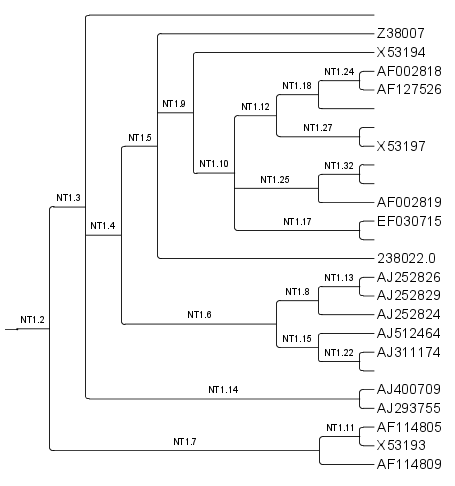 Z38007
X53194
NT1.24 AF002818
NT1.18 AF127526
NT1.9 NT1.12
NT1.27
NT1.5 X53197
NT1.10 NT1.32
NT1.25
NT1.3 AF002819
NT1.17 EF030715
NT1.4
238022.0
NT1.13 AJ252826
NT1.8 AJ252829
NT1.2 NT1.6 AJ252824
NT1.15 AJ512464
NT1.22 AJ311174
NT1.14 AJ400709
AJ293755
NT1.11 AF114805
NT1.7 X53193
AF114809